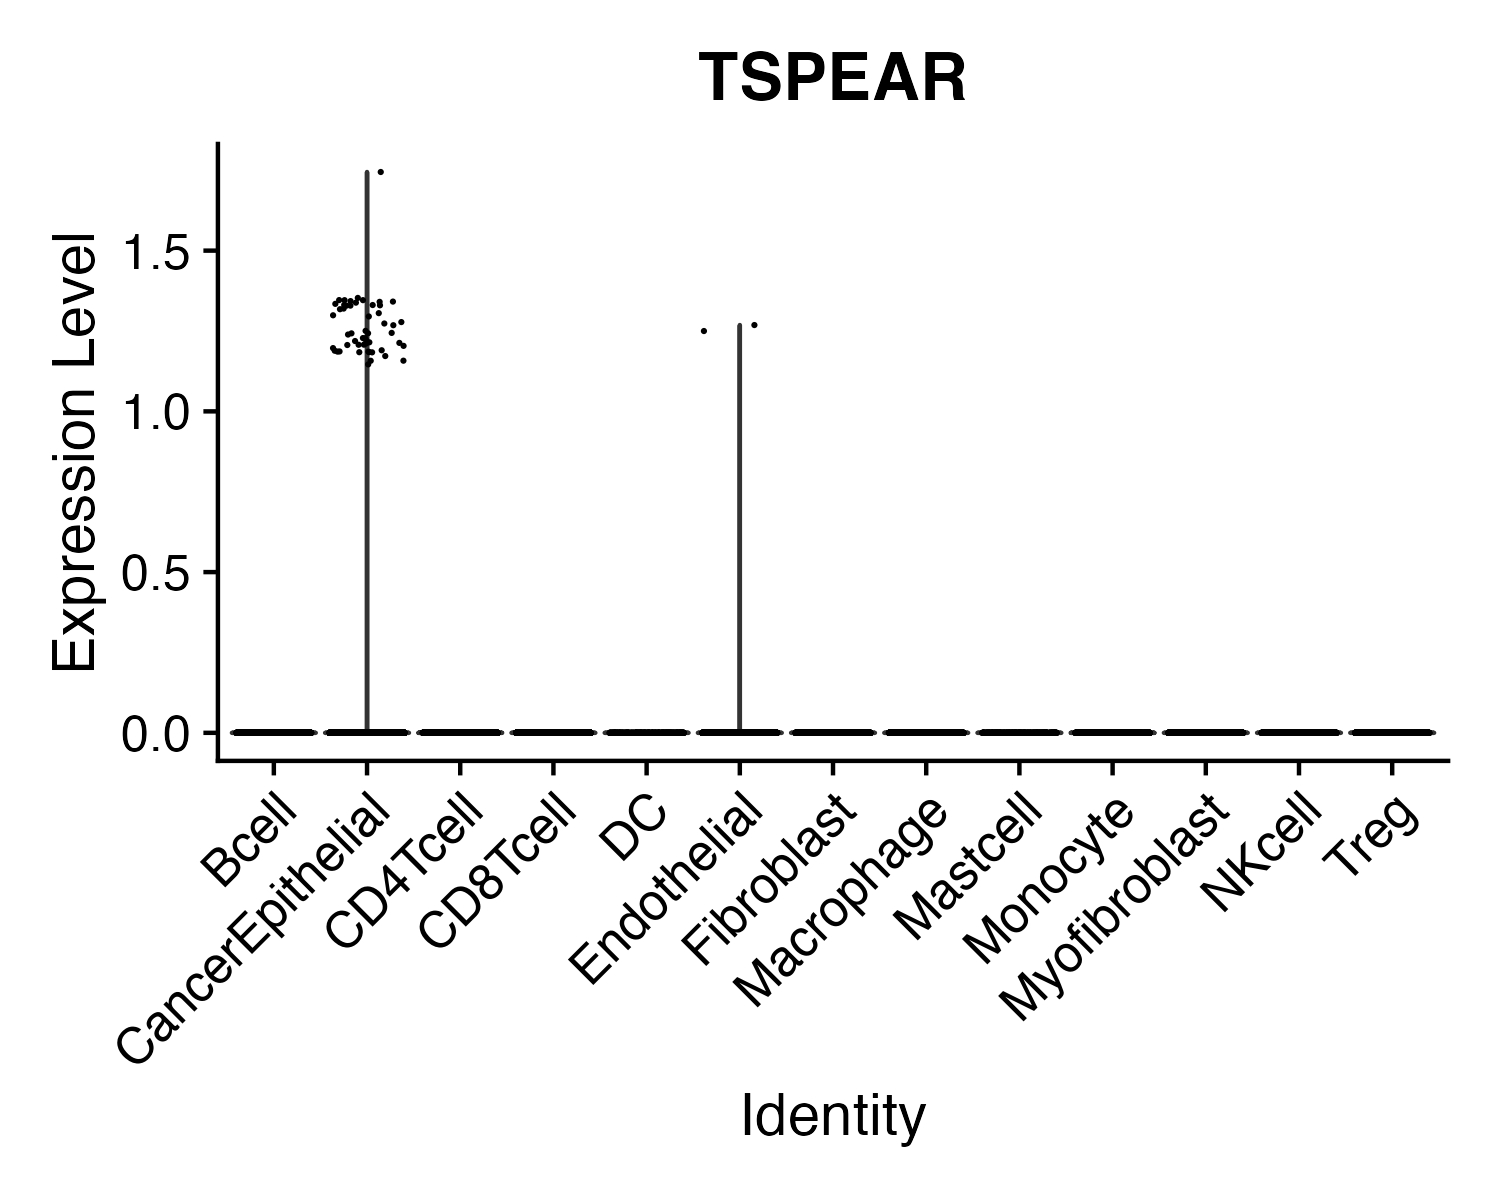 TSPEAR
Expression Level
1.5
1.0
0.5
0.0
Bcell
CancerEpithelial
CD4Tcell
CD8Tcell
DC
Endothelial
Fibroblast
Macrophage
Mastcell
Monocyte
Myofibroblast
NKcell
Treg
Identity